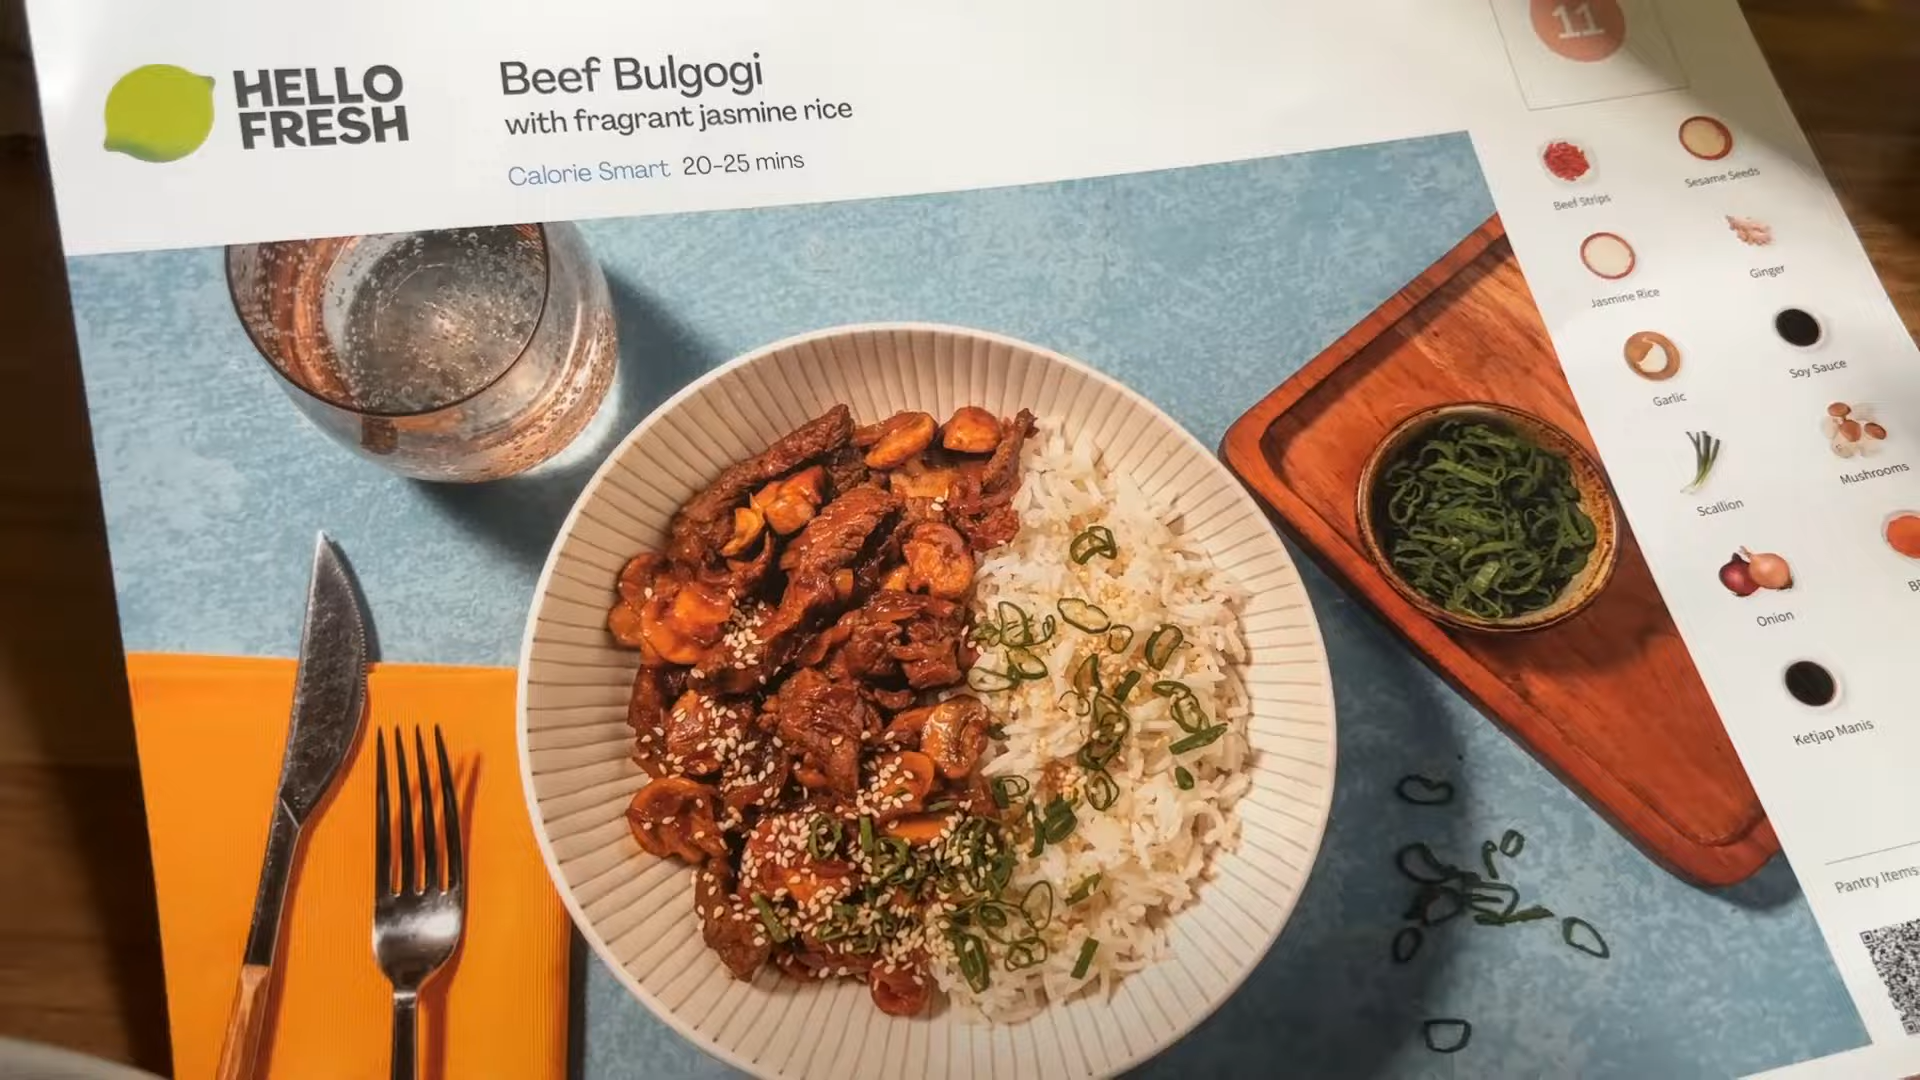 HELLO
FRESH
Beef Bulgogi
with fragrant jasmine rice
Calorie Smart 20-25 mins
11
Beef Strips
Sesame Seeds
Jasmine Rice
Ginger
Garlic
Soy Sauce
Scallion
Mushrooms
Onion
Ketjap Manis
Pantry Items